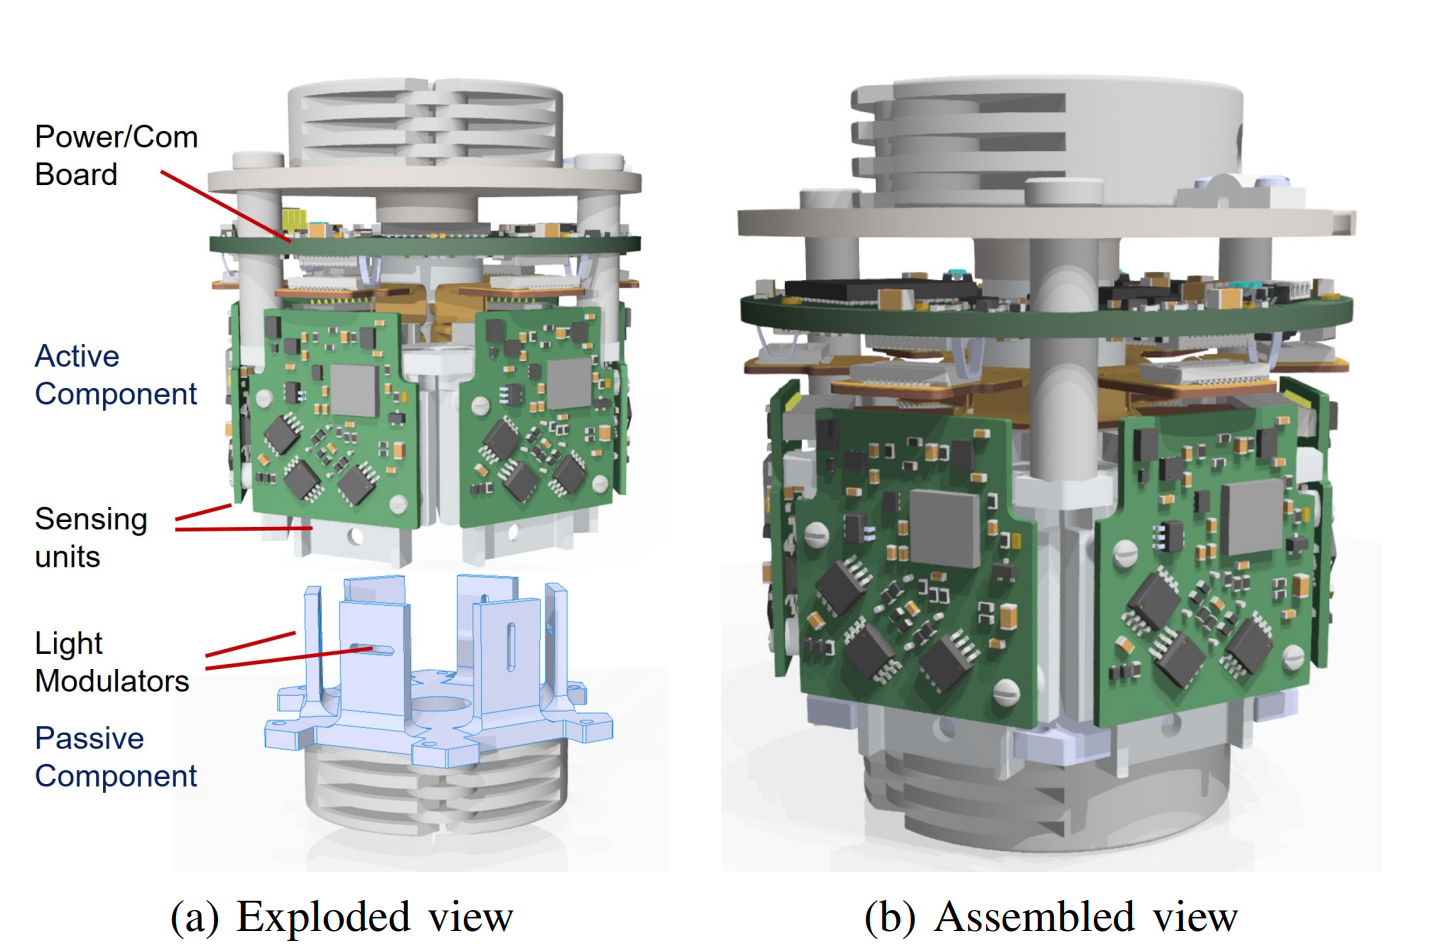 Power/Com
Board
Active
Component
Sensing
units
Light
Modulators
Passive
Component
(a) Exploded view
(b) Assembled view